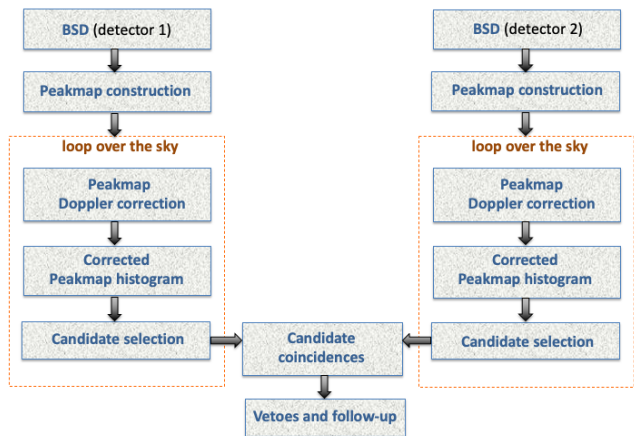 BSD (detector 1)
Peakmap construction
loop over the sky
Peakmap
Doppler correction
Corrected
Peakmap histogram
Candidate selection
BSD (detector 2)
Peakmap construction
loop over the sky
Peakmap
Doppler correction
Corrected
Peakmap histogram
Candidate selection
Candidate
coincidences
Vetoes and follow-up